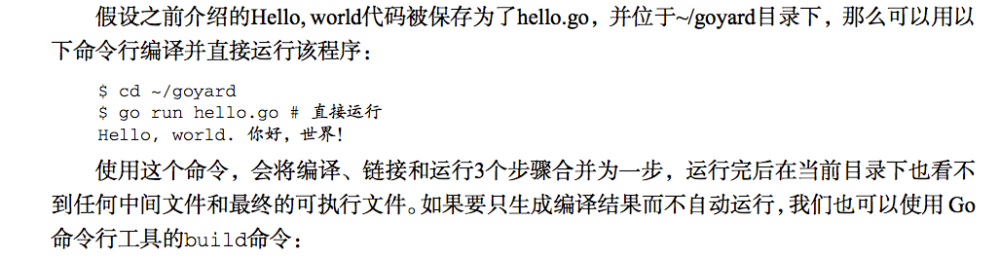 假设之前介绍的Hello, world代码被保存为了hello.go，并位于~/goyard目录下，那么可以用以
下命令行编译并直接运行该程序：
$ cd ~/goyard
$ go run hello.go # 直接运行
Hello, world. 你好，世界!
使用这个命令，会将编译、链接和运行3个步骤合并为一步，运行完后在当前目录下也看不
到任何中间文件和最终的可执行文件。如果要只生成编译结果而不自动运行，我们也可以使用 Go
命令行工具的build命令：